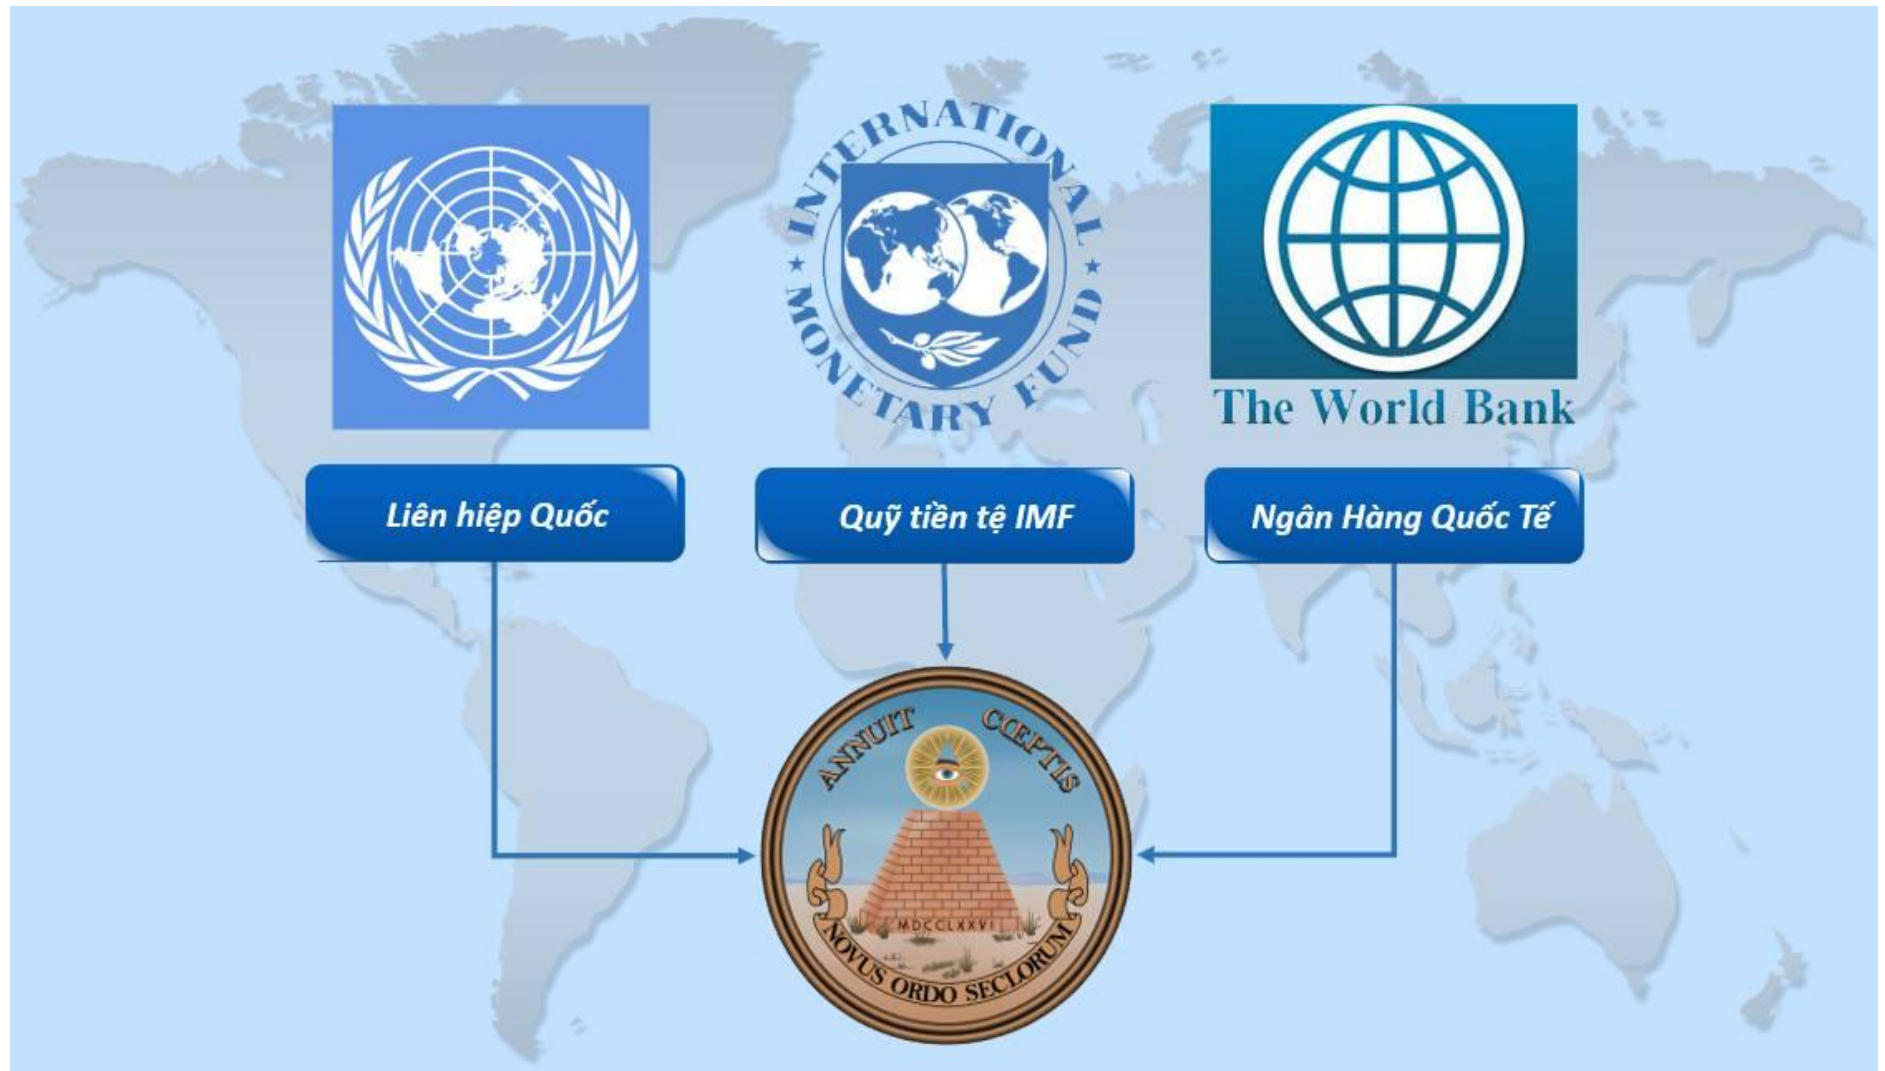 INTERNATIONAL MONETARY FUND
The World Bank
Liên hiệp Quốc
Quỹ tiền tệ IMF
Ngân Hàng Quốc Tế
ANNUIT CŒPTIS
MDCCLXXVI
NOVUS ORDO SECLORUM